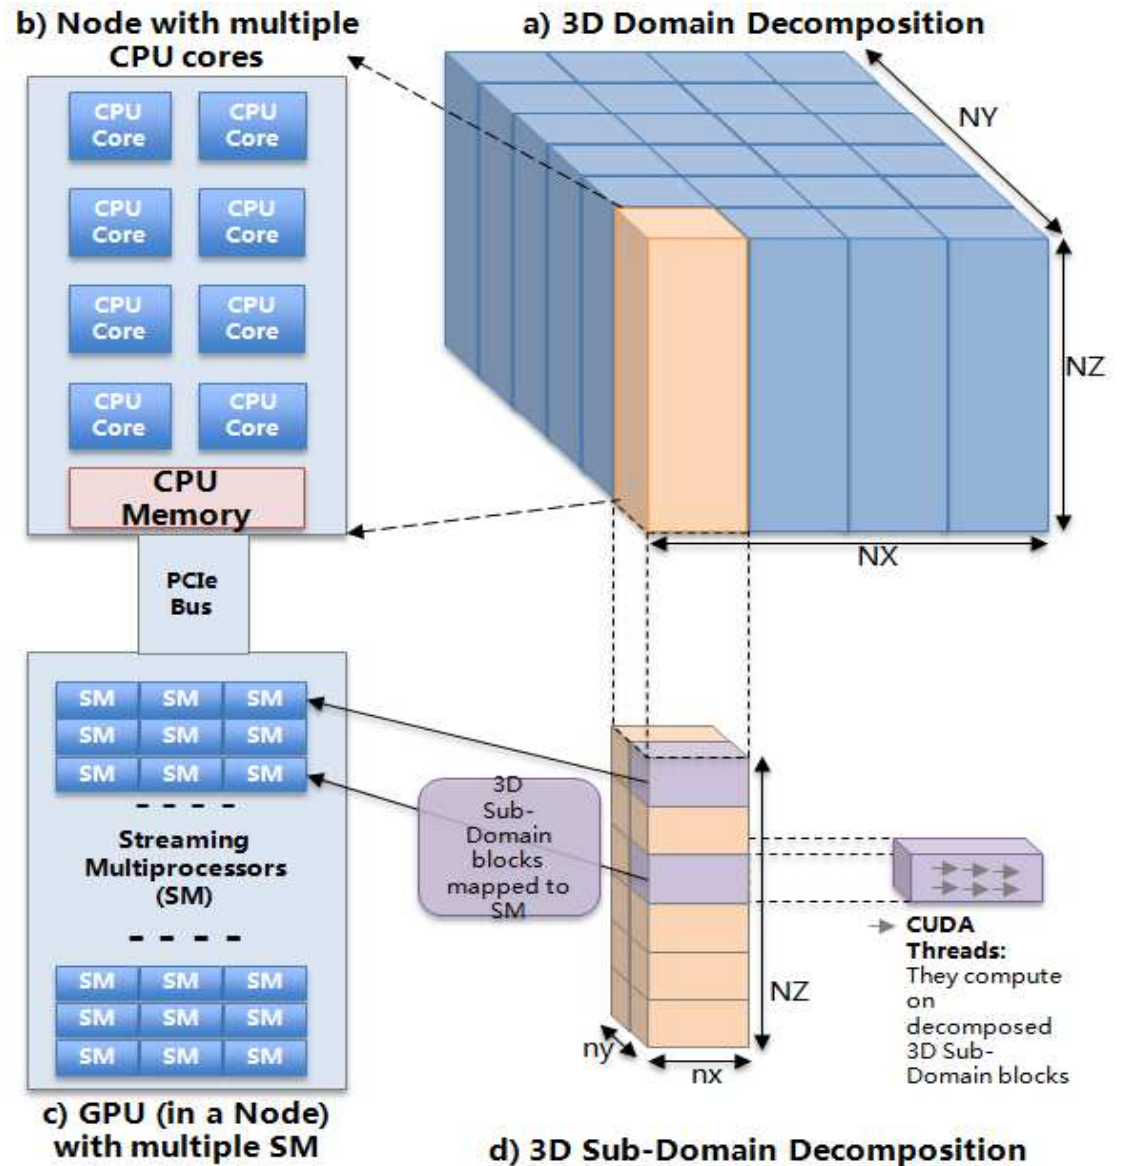 b) Node with multiple
CPU cores
a) 3D Domain Decomposition
CPU
Core
CPU
Core
CPU
Core
CPU
Core
CPU
Core
CPU
Core
CPU
Core
CPU
Core
CPU
Memory
NY
NZ
NX
PCIe
Bus
SM SM SM
SM SM SM
SM SM SM
- - - -
Streaming
Multiprocessors
(SM)
- - - -
SM SM SM
SM SM SM
SM SM SM
c) GPU (in a Node)
with multiple SM
3D
Sub-
Domain
blocks
mapped to
SM
NZ
ny
nx
CUDA
Threads:
They compute
on
decomposed
3D Sub-
Domain blocks
d) 3D Sub-Domain Decomposition